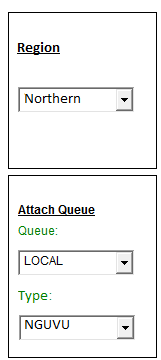 Region
Northern
Attach Queue
Queue:
LOCAL
Type:
NGUVU